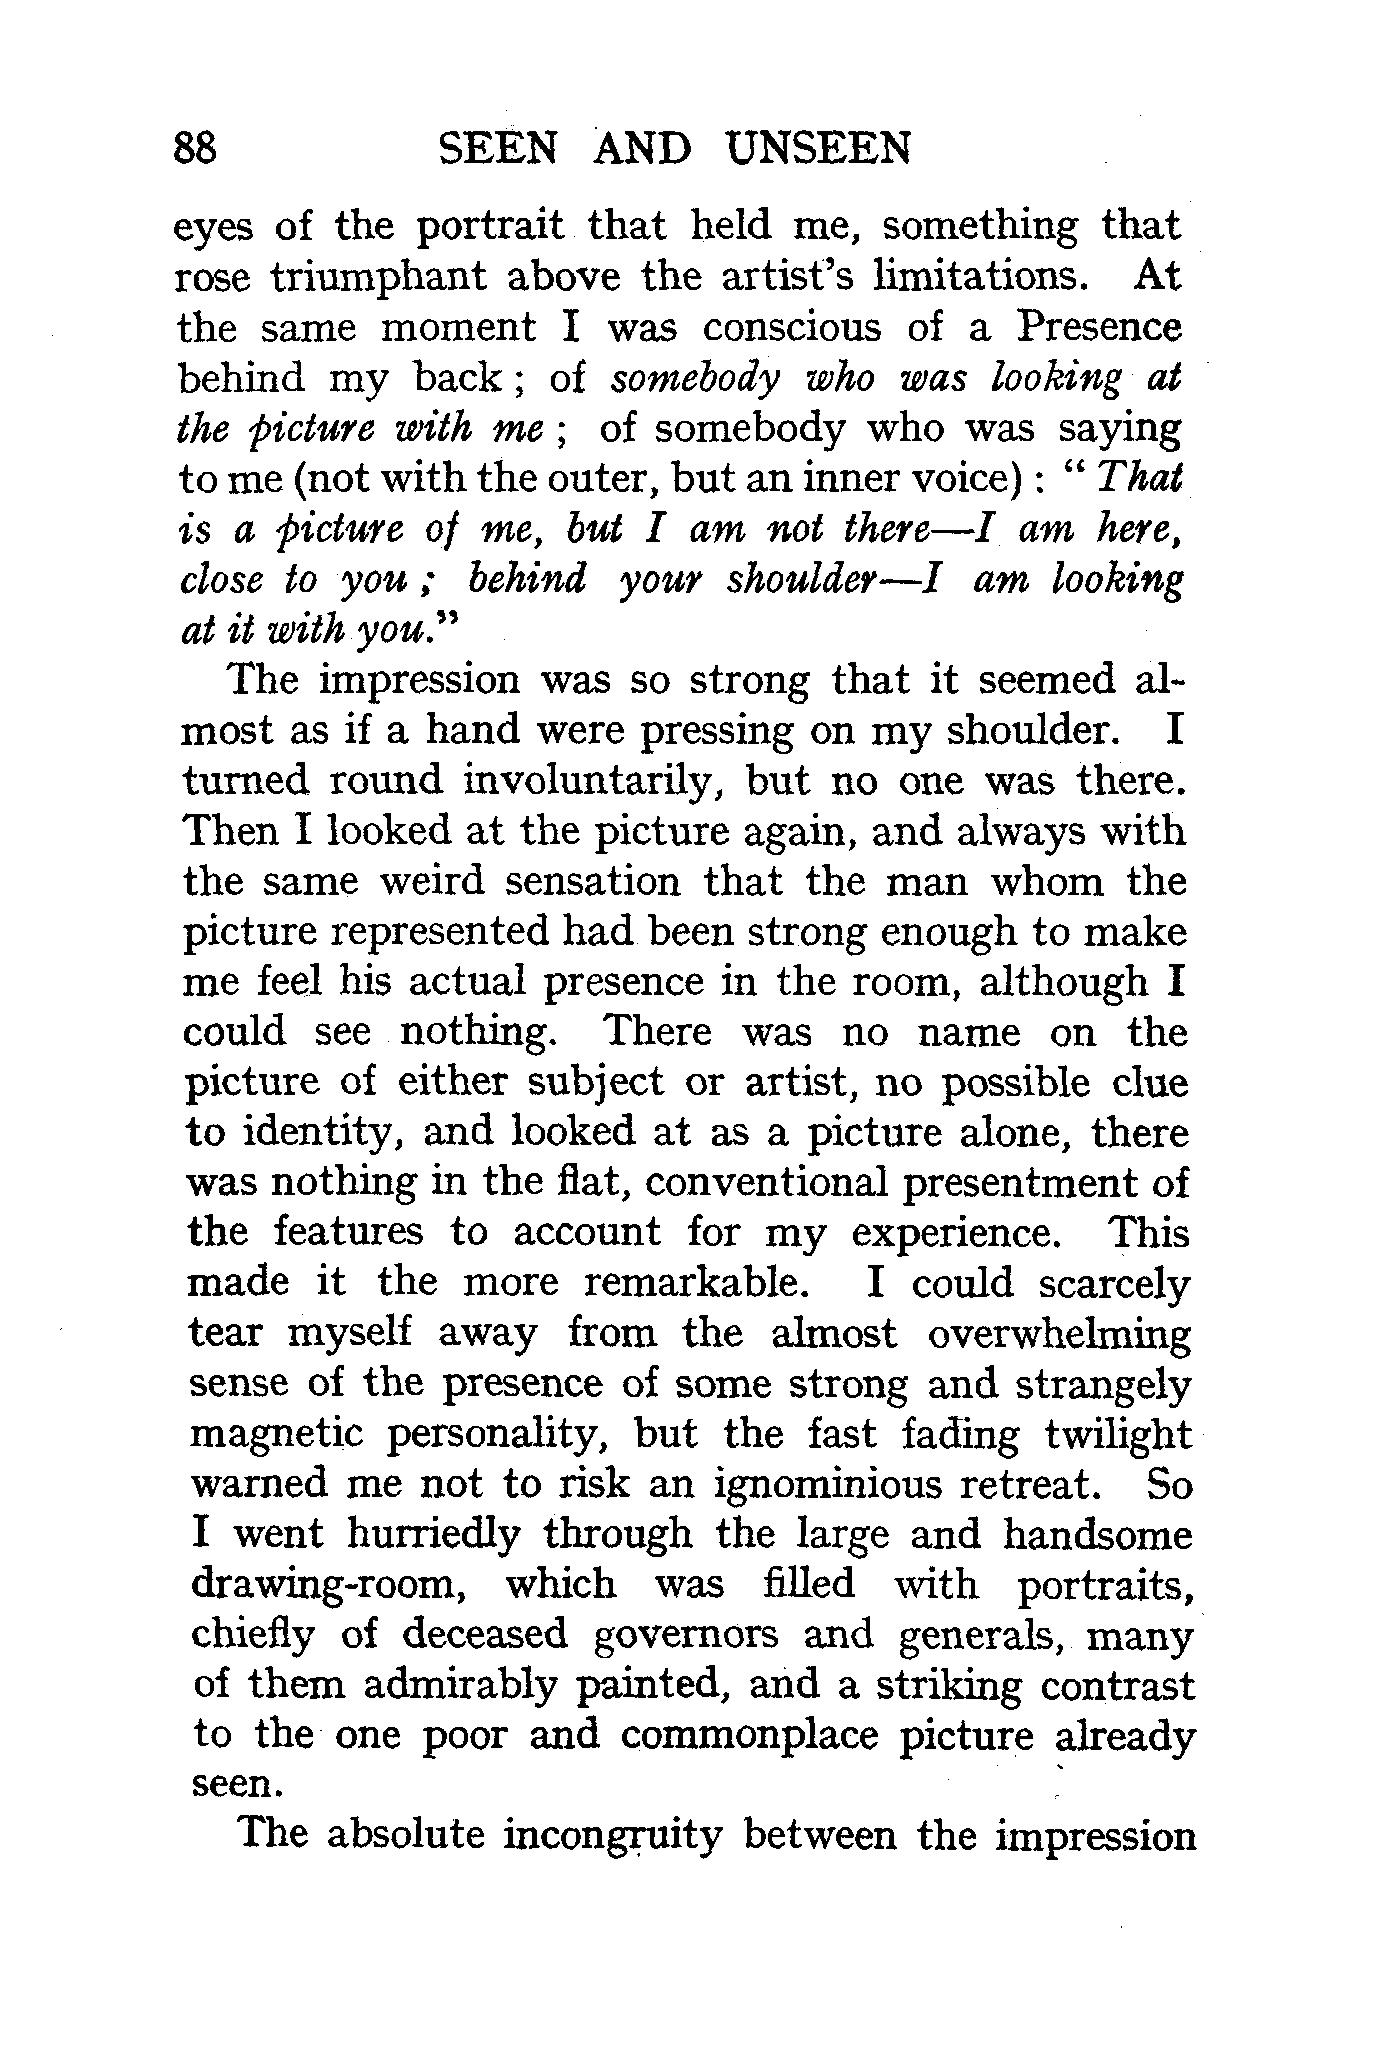 88 SEEN AND UNSEEN
eyes of the portrait that held me, something that
rose triumphant above the artist's limitations. At
the same moment I was conscious of a Presence
behind my back ; of somebody who was looking at
the picture with me ; of somebody who was saying
to me (not with the outer, but an inner voice) : “ That
is a picture of me, but I am not there—I am here,
close to you ; behind your shoulder—I am looking
at it with you.”
The impression was so strong that it seemed al-
most as if a hand were pressing on my shoulder. I
turned round involuntarily, but no one was there.
Then I looked at the picture again, and always with
the same weird sensation that the man whom the
picture represented had been strong enough to make
me feel his actual presence in the room, although I
could see nothing. There was no name on the
picture of either subject or artist, no possible clue
to identity, and looked at as a picture alone, there
was nothing in the flat, conventional presentment of
the features to account for my experience. This
made it the more remarkable. I could scarcely
tear myself away from the almost overwhelming
sense of the presence of some strong and strangely
magnetic personality, but the fast fading twilight
warned me not to risk an ignominious retreat. So
I went hurriedly through the large and handsome
drawing-room, which was filled with portraits,
chiefly of deceased governors and generals, many
of them admirably painted, and a striking contrast
to the one poor and commonplace picture already
seen.
The absolute incongruity between the impression